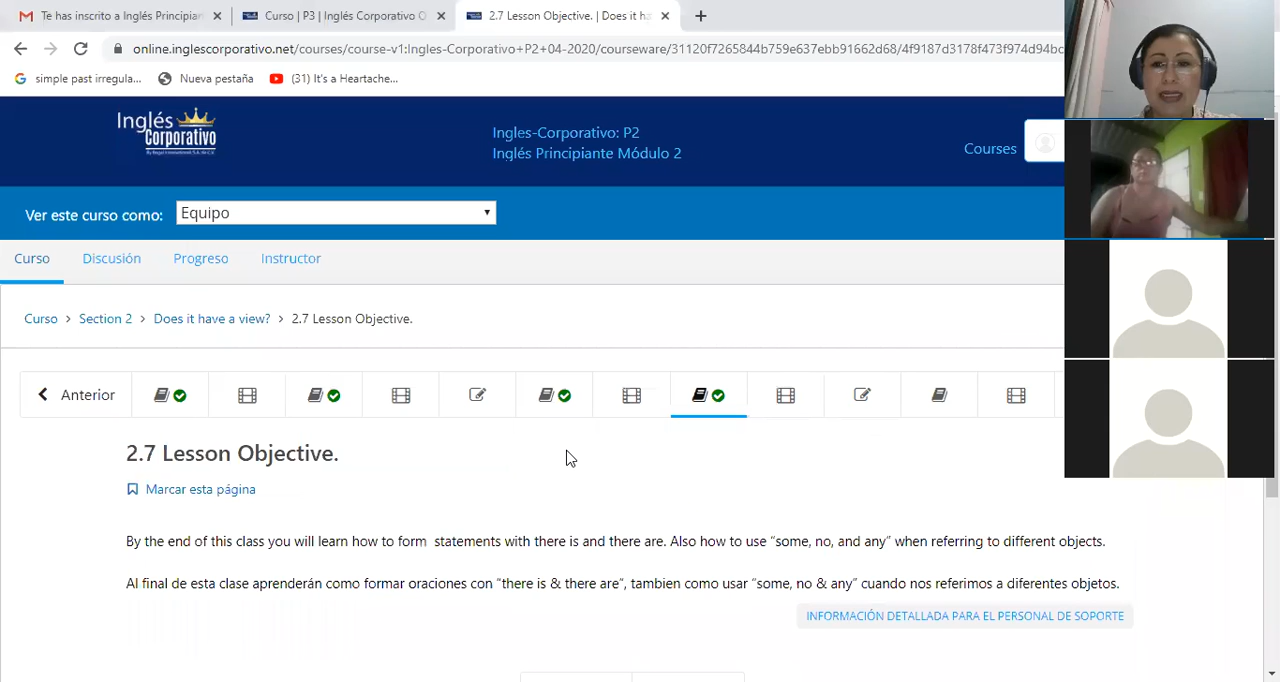 Te has inscrito a Inglés Principian
Curso | P3 | Inglés Corporativo O
2.7 Lesson Objective. | Does it ha
online.inglescorporativo.net/courses/course-v1:Ingles-Corporativo+P2+04-2020/courseware/31120f7265844b759e637ebb91662d68/4f9187d3178f473f974d94bc
simple past irregula...
Nueva pestaña
(31) It's a Heartache...
Inglés
Corporativo
Ingles-Corporativo: P2
Inglés Principiante Módulo 2
Courses
Ver este curso como:
Equipo
Curso
Discusión
Progreso
Instructor
Curso > Section 2 > Does it have a view? > 2.7 Lesson Objective.
Anterior
2.7 Lesson Objective.
Marcar esta página
By the end of this class you will learn how to form statements with there is and there are. Also how to use “some, no, and any” when referring to different objects.
Al final de esta clase aprenderán como formar oraciones con “there is & there are”, tambien como usar “some, no & any” cuando nos referimos a diferentes objetos.
INFORMACIÓN DETALLADA PARA EL PERSONAL DE SOPORTE